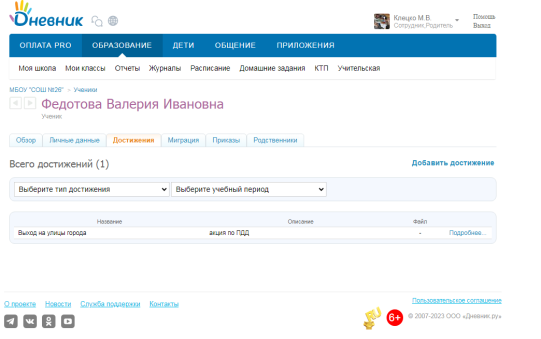 Дневник
Клецко М.В.
Сотрудник, Родитель
Помощь
Выход
ОПЛАТА PRO ОБРАЗОВАНИЕ ДЕТИ ОБЩЕНИЕ ПРИЛОЖЕНИЯ
Моя школа Мои классы Отчеты Журналы Расписание Домашние задания КТП Учительская
МБОУ "СОШ №26" Ученики
Федотова Валерия Ивановна
Ученик
Обзор Личные данные Достижения Миграция Приказы Родственники
Всего достижений (1) Добавить достижение
Выберите тип достижения Выберите учебный период
Название Описание Файл
Выход на улицы города акция по ПДД - Подробнее...
О проекте Новости Служба поддержки Контакты
Пользовательское соглашение
6+ © 2007-2023 ООО «Дневник.ру»